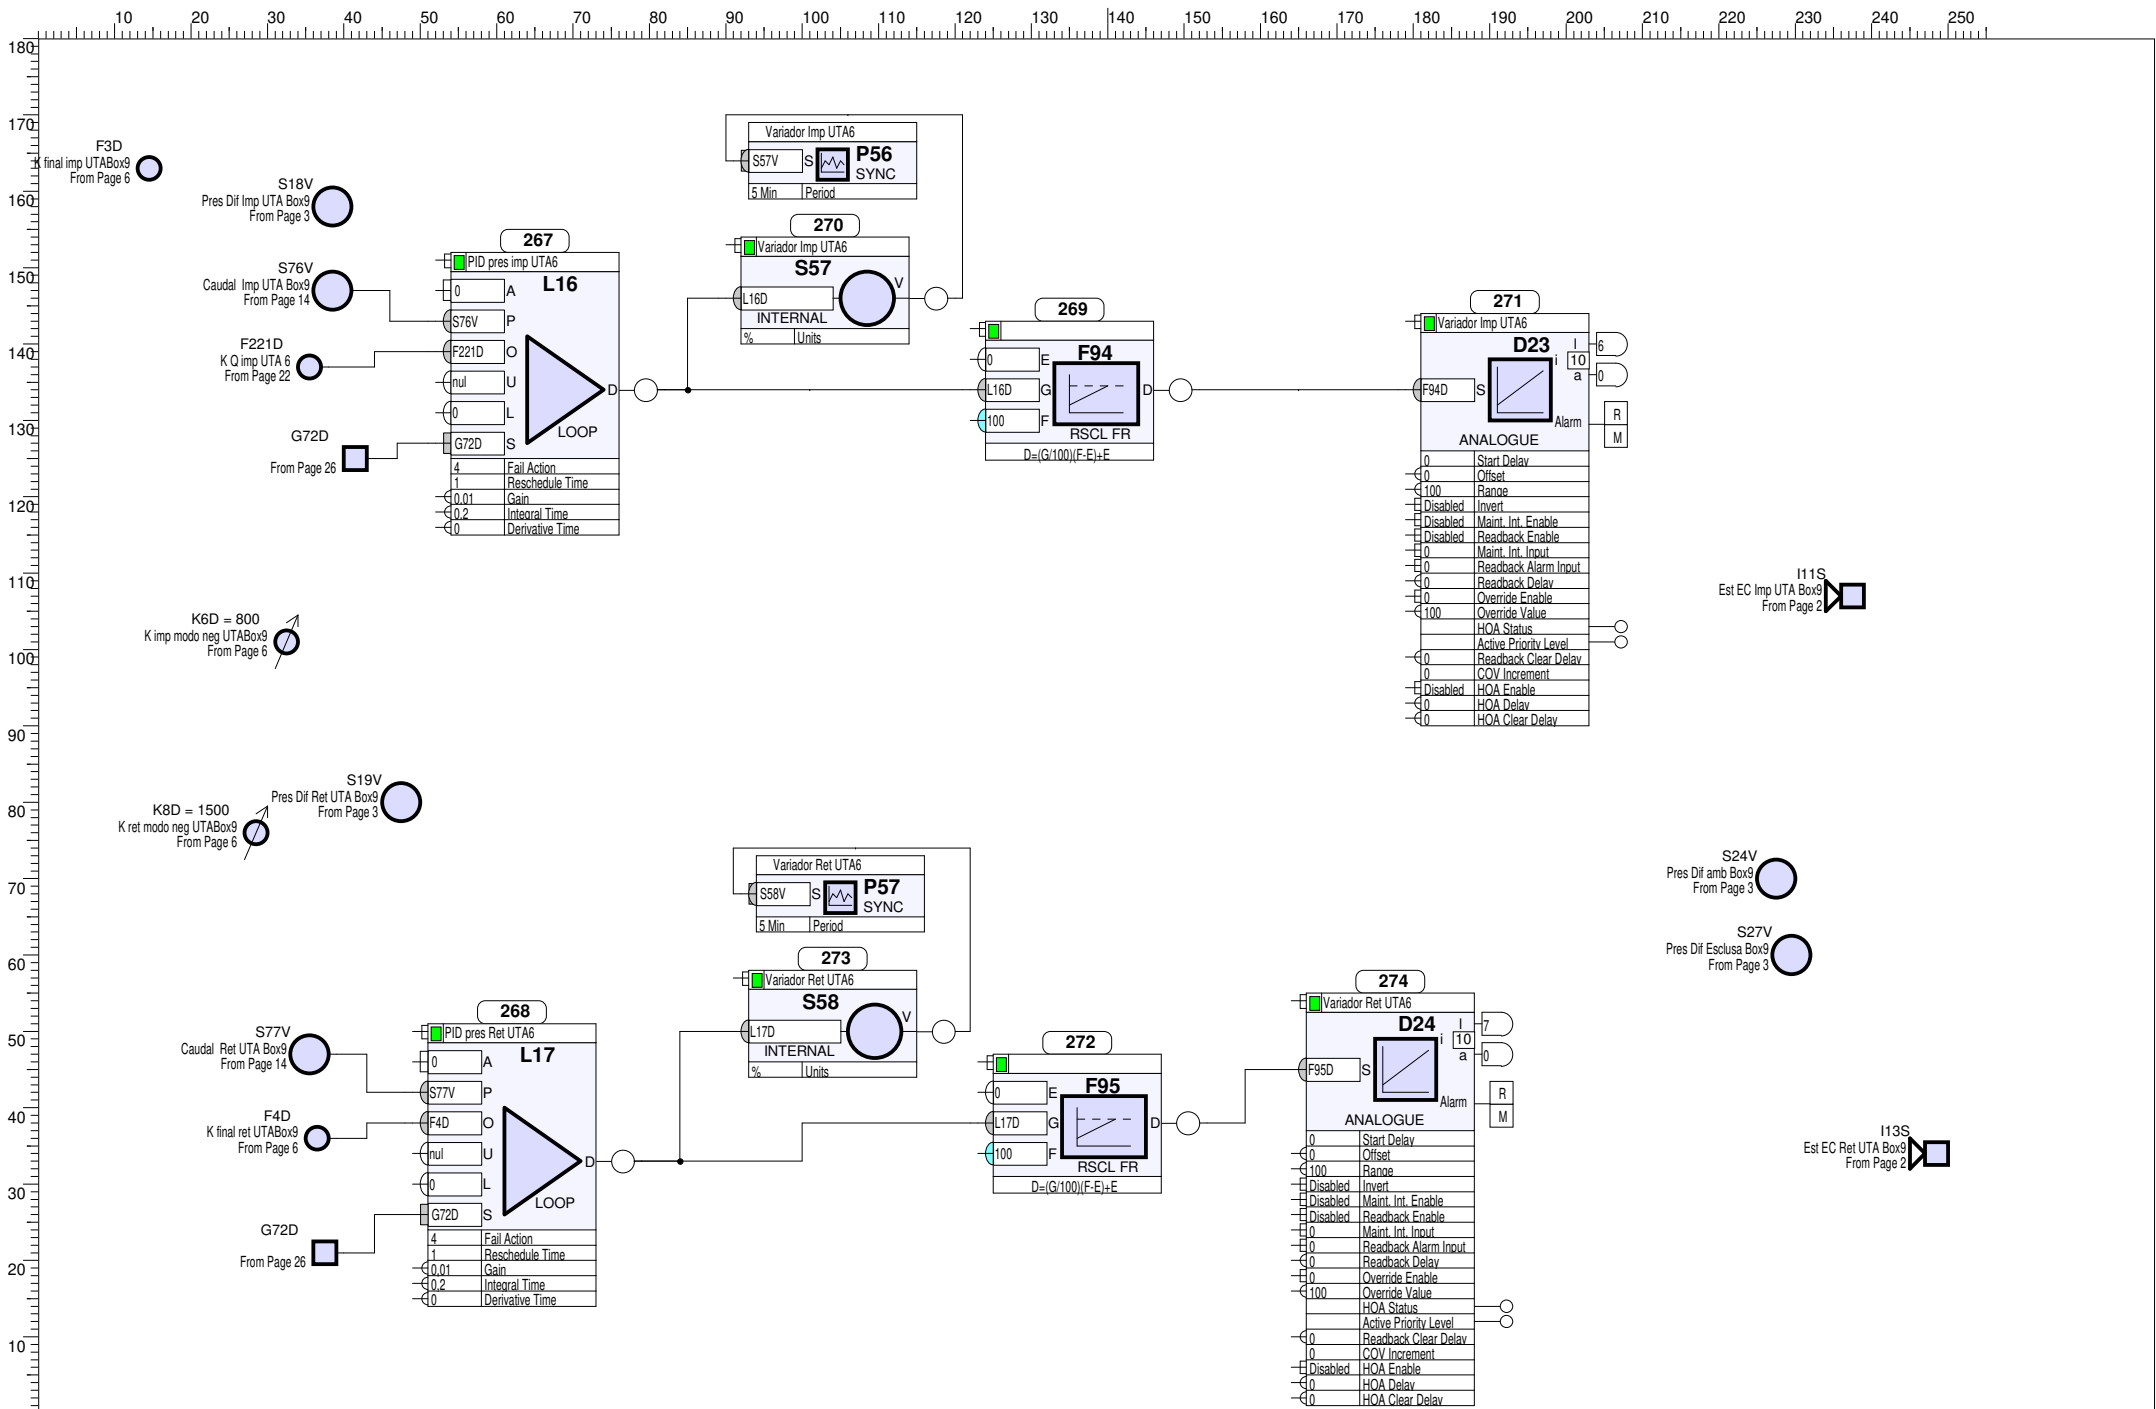 10 20 30 40 50 60 70 80 90 100 110 120 130 140 150 160 170 180 190 200 210 220 230 240 250
180
170
160
150
140
130
120
110
100
90
80
70
60
50
40
30
20
10
F3D
K final imp UTABox9
From Page 6
S18V
Pres Dif Imp UTA Box9
From Page 3
S76V
Caudal Imp UTA Box9
From Page 14
F221D
K Q imp UTA 6
From Page 22
G72D
From Page 26
267
PID pres imp UTA6
L16
0 A
S76V P
F221D O
nul U
D
0 L
G72D S
LOOP
4 Fail Action
1 Reschedule Time
0,01 Gain
0,2 Integral Time
0 Derivative Time
Variador Imp UTA6
S57V S P56
SYNC
5 Min Period
270
Variador Imp UTA6
S57
V
L16D
INTERNAL
% Units
269
F94
0 E
L16D G D
100 F
RSCL FR
D=(G/100)(F-E)+E
271
Variador Imp UTA6
D23
I 6
i 10
a 0
F94D S
Alarm
R
M
ANALOGUE
0 Start Delay
0 Offset
100 Range
Disabled Invert
Disabled Maint. Int. Enable
Disabled Readback Enable
0 Maint. Int. Input
0 Readback Alarm Input
0 Readback Delay
0 Override Enable
100 Override Value
HOA Status
Active Priority Level
0 Readback Clear Delay
0 COV Increment
Disabled HOA Enable
0 HOA Delay
0 HOA Clear Delay
I11S
Est EC Imp UTA Box9
From Page 2
K6D = 800
K imp modo neg UTABox9
From Page 6
S19V
Pres Dif Ret UTA Box9
From Page 3
K8D = 1500
K ret modo neg UTABox9
From Page 6
S77V
Caudal Ret UTA Box9
From Page 14
F4D
K final ret UTABox9
From Page 6
G72D
From Page 26
268
PID pres Ret UTA6
L17
0 A
S77V P
F4D O
nul U
D
0 L
G72D S
LOOP
4 Fail Action
1 Reschedule Time
0,01 Gain
0,2 Integral Time
0 Derivative Time
Variador Ret UTA6
S58V S P57
SYNC
5 Min Period
273
Variador Ret UTA6
S58
V
L17D
INTERNAL
% Units
272
F95
0 E
L17D G D
100 F
RSCL FR
D=(G/100)(F-E)+E
274
Variador Ret UTA6
D24
I 7
i 10
a 0
F95D S
Alarm
R
M
ANALOGUE
0 Start Delay
0 Offset
100 Range
Disabled Invert
Disabled Maint. Int. Enable
Disabled Readback Enable
0 Maint. Int. Input
0 Readback Alarm Input
0 Readback Delay
0 Override Enable
100 Override Value
HOA Status
Active Priority Level
0 Readback Clear Delay
0 COV Increment
Disabled HOA Enable
0 HOA Delay
0 HOA Clear Delay
S24V
Pres Dif amb Box9
From Page 3
S27V
Pres Dif Esclusa Box9
From Page 3
I13S
Est EC Ret UTA Box9
From Page 2